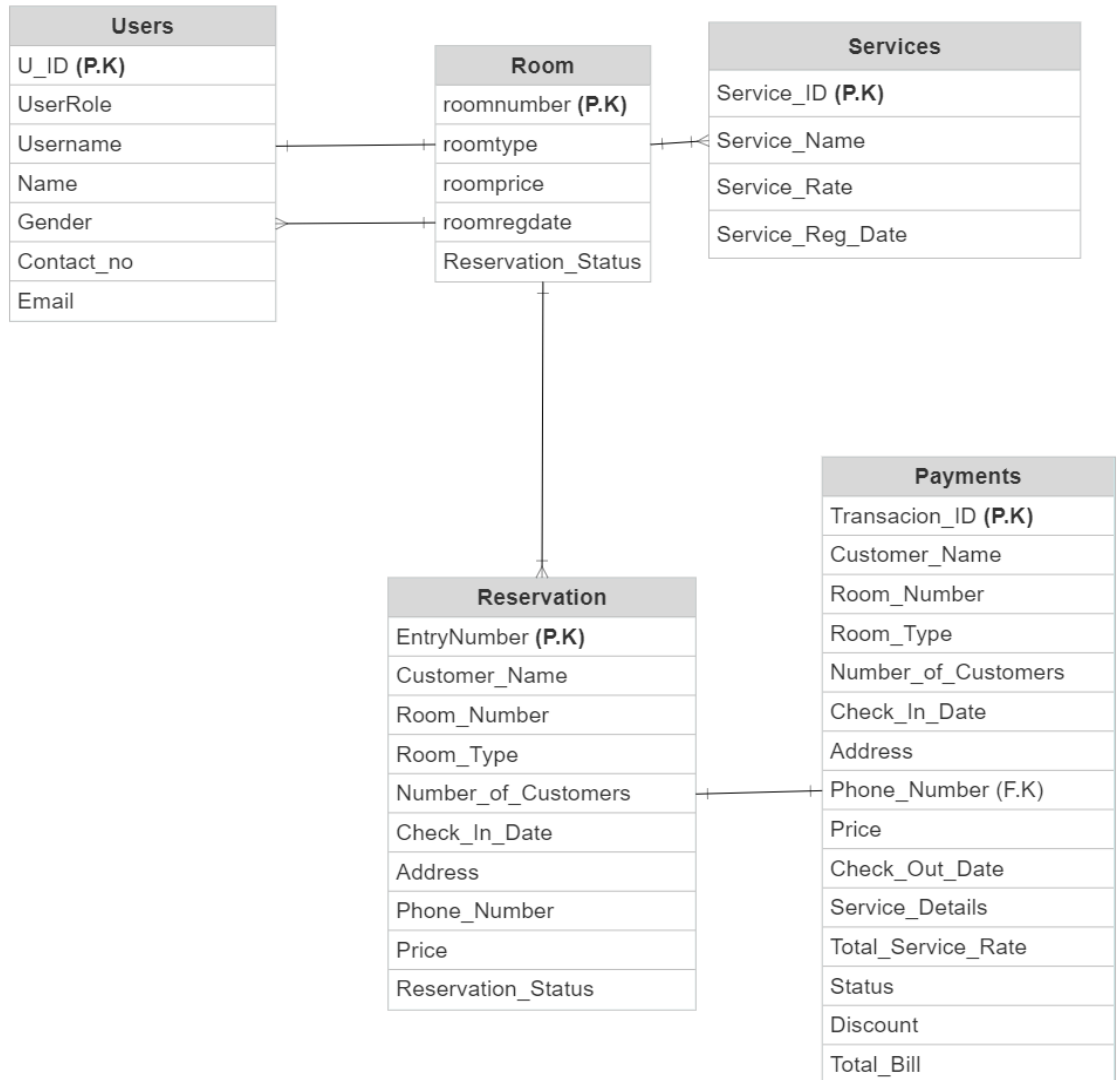 Users
U_ID (P.K)
UserRole
Username
Name
Gender
Contact_no
Email
Room
roomnumber (P.K)
roomtype
roomprice
roomregdate
Reservation_Status
Services
Service_ID (P.K)
Service_Name
Service_Rate
Service_Reg_Date
Reservation
EntryNumber (P.K)
Customer_Name
Room_Number
Room_Type
Number_of_Customers
Check_In_Date
Address
Phone_Number
Price
Reservation_Status
Payments
Transacion_ID (P.K)
Customer_Name
Room_Number
Room_Type
Number_of_Customers
Check_In_Date
Address
Phone_Number (F.K)
Price
Check_Out_Date
Service_Details
Total_Service_Rate
Status
Discount
Total_Bill